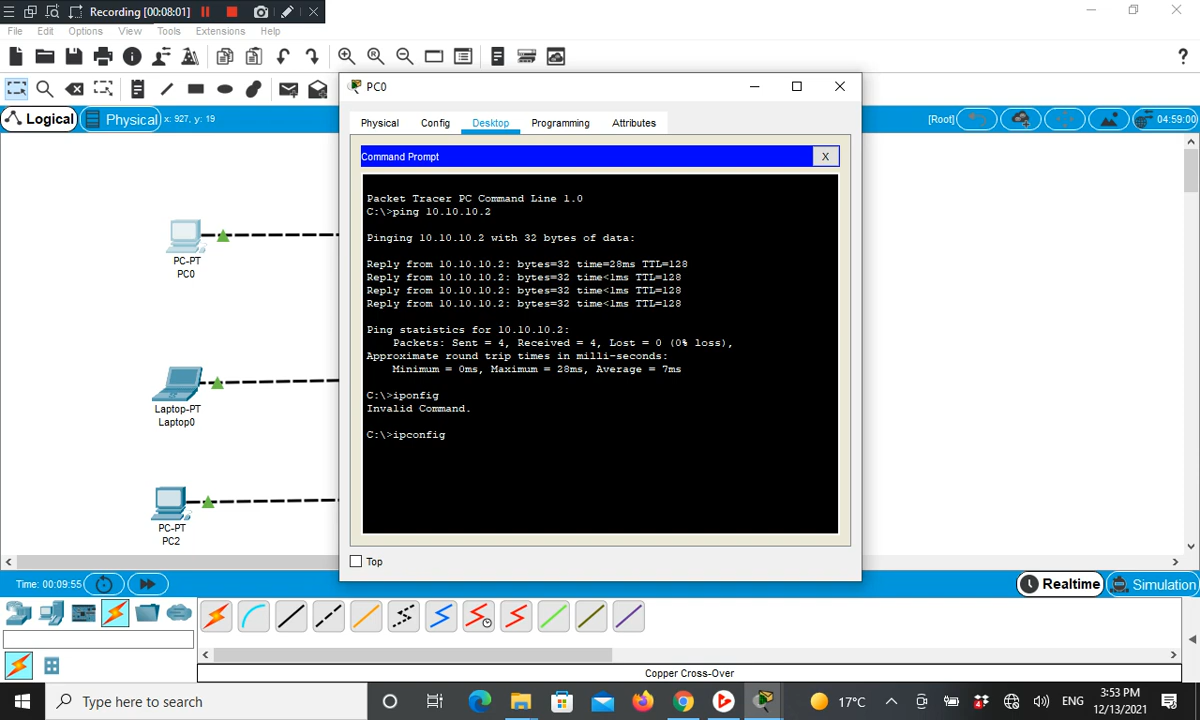 Recording [00:08:01]
File Edit Options View Tools Extensions Help
?
Logical
Physical
x: 927, y: 19
[Root]
04:59:00
PC0
Physical Config Desktop Programming Attributes
Command Prompt
X
Packet Tracer PC Command Line 1.0
C:\>ping 10.10.10.2
Pinging 10.10.10.2 with 32 bytes of data:
Reply from 10.10.10.2: bytes=32 time=28ms TTL=128
Reply from 10.10.10.2: bytes=32 time<1ms TTL=128
Reply from 10.10.10.2: bytes=32 time<1ms TTL=128
Reply from 10.10.10.2: bytes=32 time<1ms TTL=128
Ping statistics for 10.10.10.2:
Packets: Sent = 4, Received = 4, Lost = 0 (0% loss),
Approximate round trip times in milli-seconds:
Minimum = 0ms, Maximum = 28ms, Average = 7ms
C:\>iponfig
Invalid Command.
C:\>ipconfig
Top
PC-PT
PC0
Laptop-PT
Laptop0
PC-PT
PC2
Time: 00:09:55
Realtime
Simulation
Copper Cross-Over
Type here to search
17°C
ENG
3:53 PM
12/13/2021